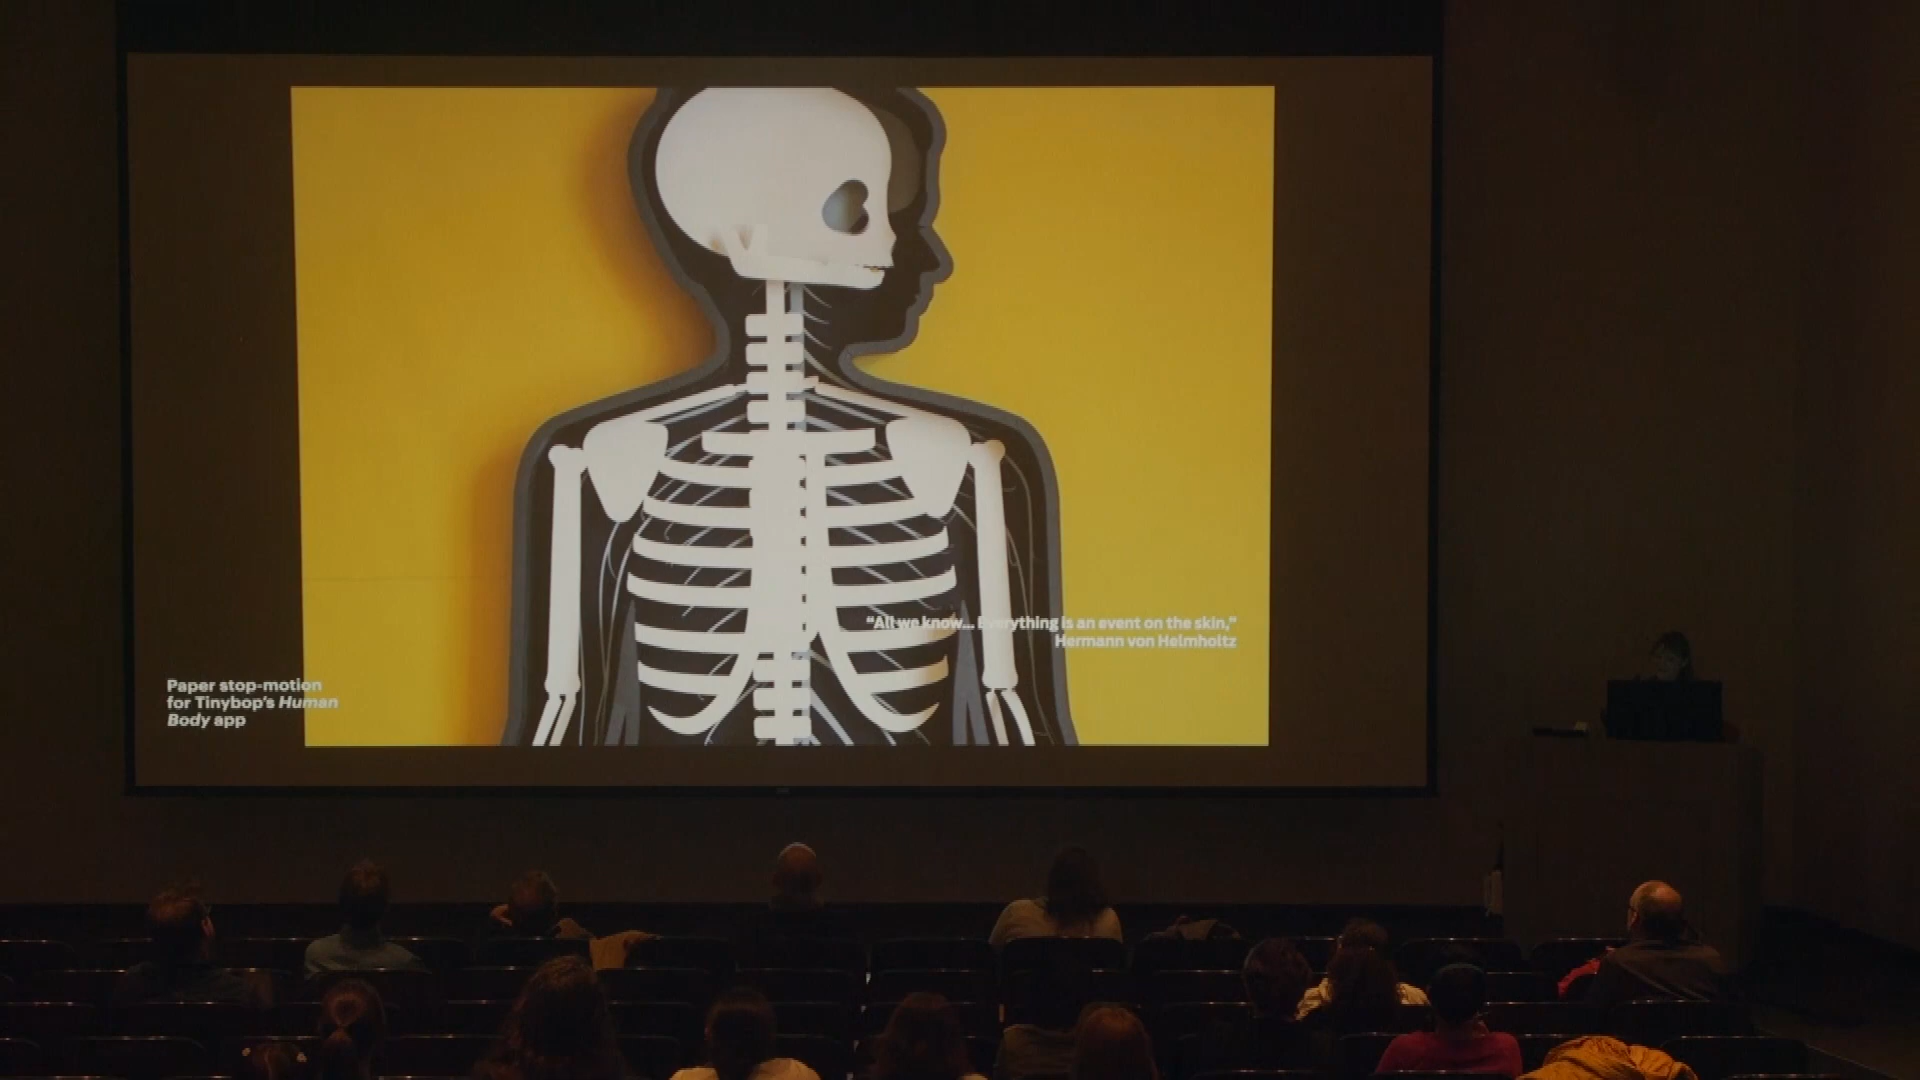 “All we know... Everything is an event on the skin,”
Hermann von Helmholtz
Paper stop-motion
for Tinybop’s Human
Body app